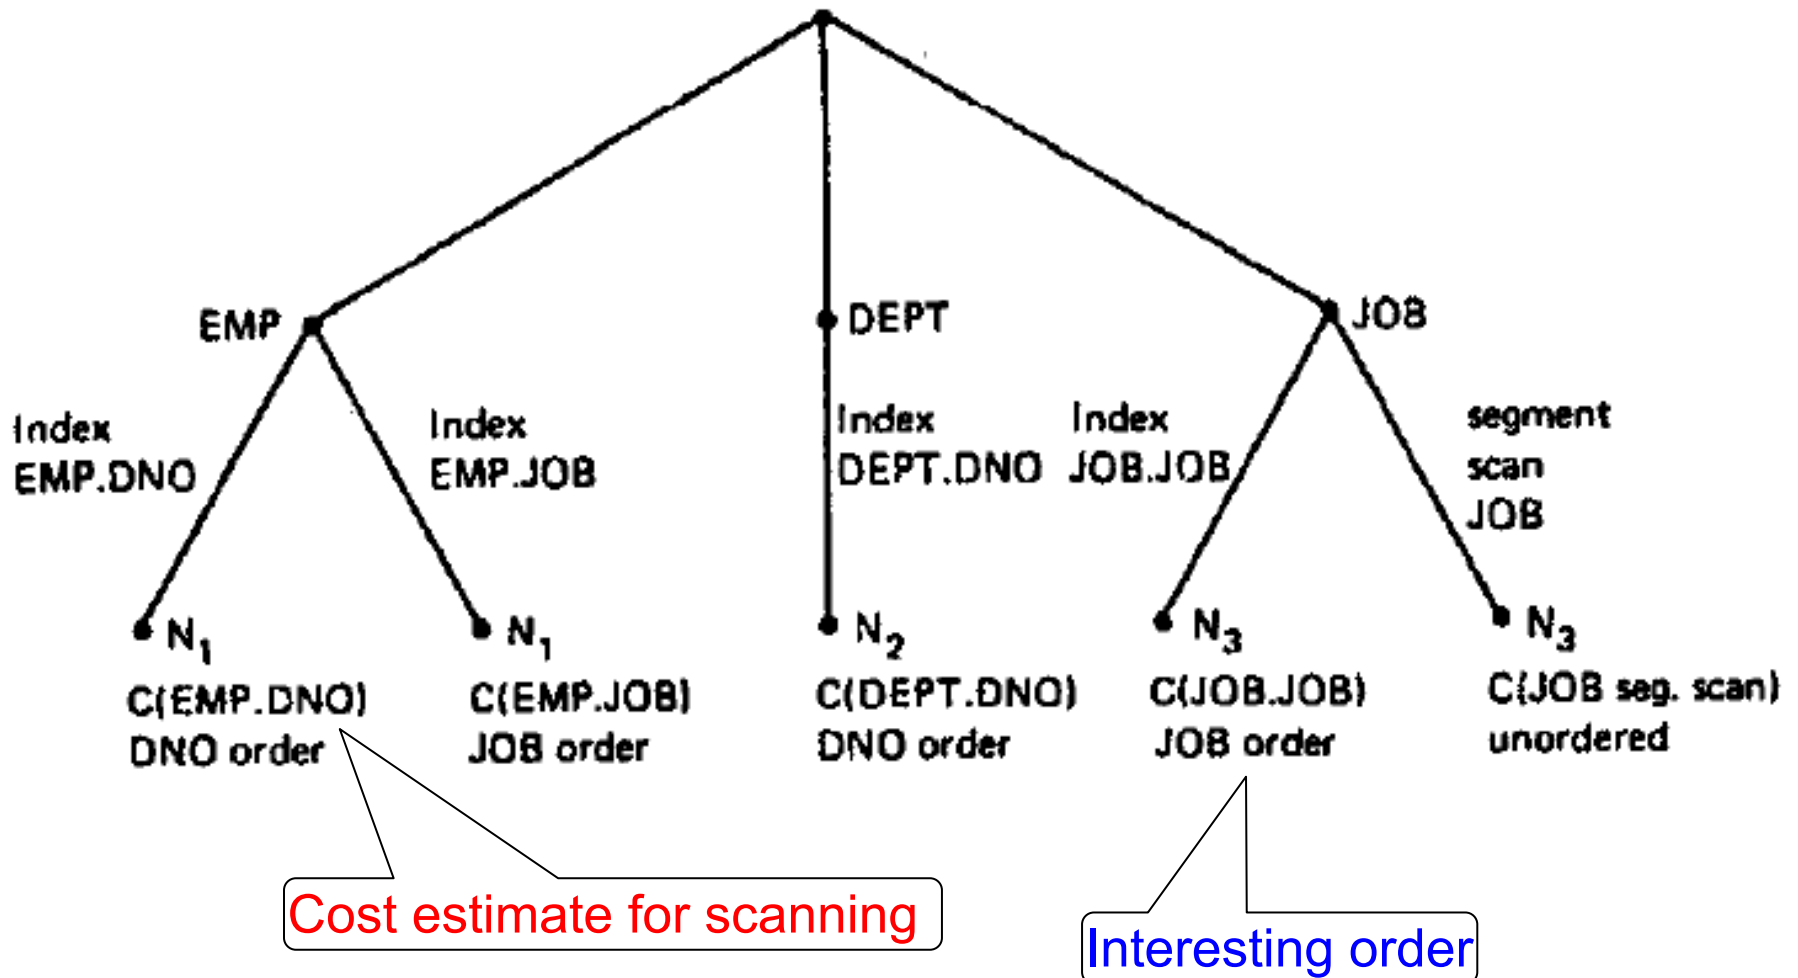 EMP
DEPT
JOB
Index
EMP.DNO
Index
EMP.JOB
Index
DEPT.DNO
Index
JOB.JOB
segment
scan
JOB
N1
C(EMP.DNO)
DNO order
N1
C(EMP.JOB)
JOB order
N2
C(DEPT.DNO)
DNO order
N3
C(JOB.JOB)
JOB order
N3
C(JOB seg. scan)
unordered
Cost estimate for scanning
Interesting order